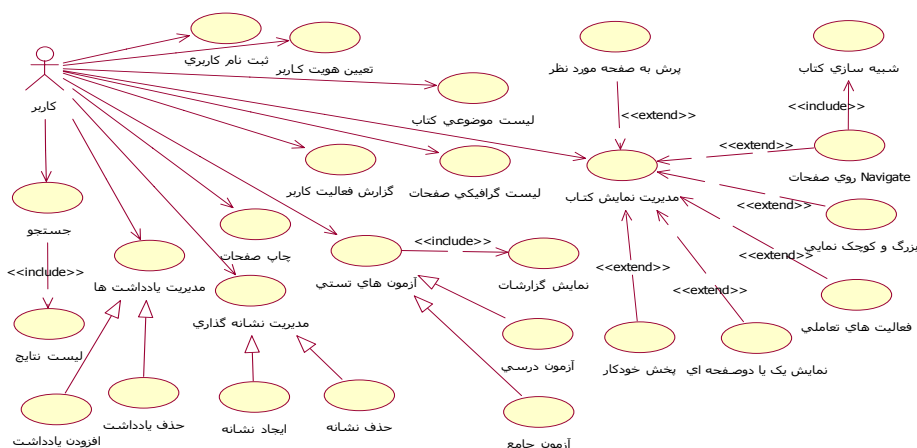 ثبت نام کاربري
تعيين هويت کاربر
پرش به صفحه مورد نظر
شبيه سازي کتاب
کاربر
ليست موضوعي کتاب
<<extend>>
<<include>>
<<extend>>
گزارش فعاليت کاربر
ليست گرافيکي صفحات
مديريت نمايش کتاب
Navigate روي صفحات
<<extend>>
جستجو
چاپ صفحات
<<include>>
بزرگ و کوچک نمايي
<<include>>
مديريت يادداشت ها
آزمون هاي تستي
نمايش گزارشات
<<extend>>
<<extend>>
<<extend>>
مديريت نشانه گذاري
فعاليت هاي تعاملي
ليست نتايج
آزمون درسي
پخش خودکار
نمايش يک يا دوصفحه اي
افزودن يادداشت
حذف يادداشت
ايجاد نشانه
حذف نشانه
آزمون جامع